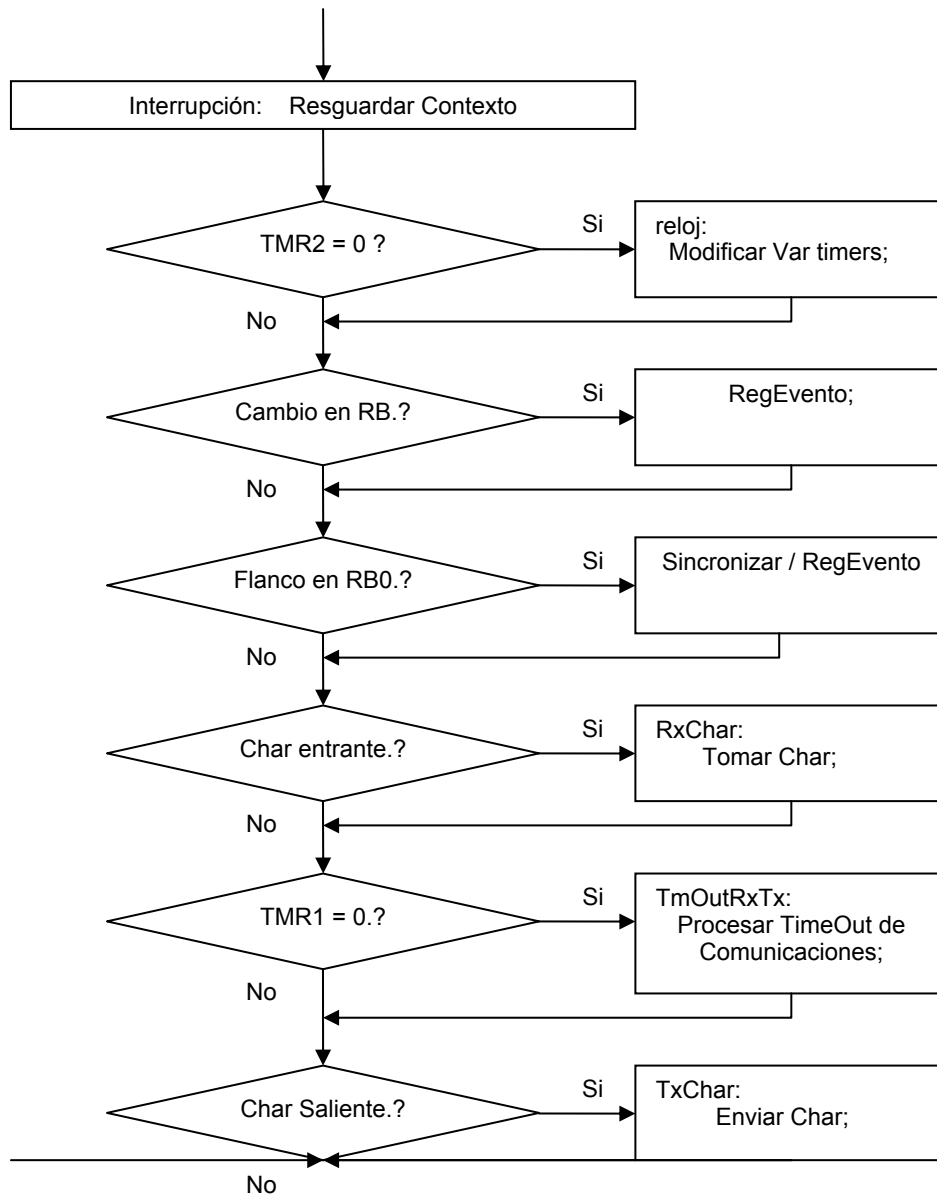 Interrupción: Resguardar Contexto
TMR2 = 0 ?
Si
reloj:
Modificar Var timers;
No
Cambio en RB.?
Si
RegEvento;
No
Flanco en RB0.?
Si
Sincronizar / RegEvento
No
Char entrante.?
Si
RxChar:
Tomar Char;
No
TMR1 = 0.?
Si
TmOutRxTx:
Procesar TimeOut de
Comunicaciones;
No
Char Saliente.?
Si
TxChar:
Enviar Char;
No